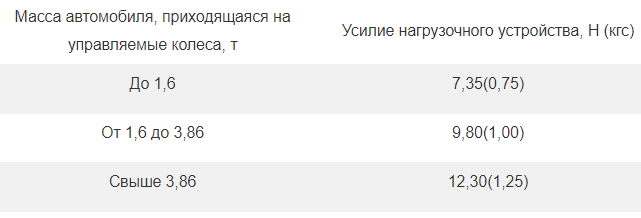 Масса автомобиля, приходящаяся на
управляемые колеса, т
Усилие нагрузочного устройства, Н (кгс)
До 1,6
7,35(0,75)
От 1,6 до 3,86
9,80(1,00)
Свыше 3,86
12,30(1,25)